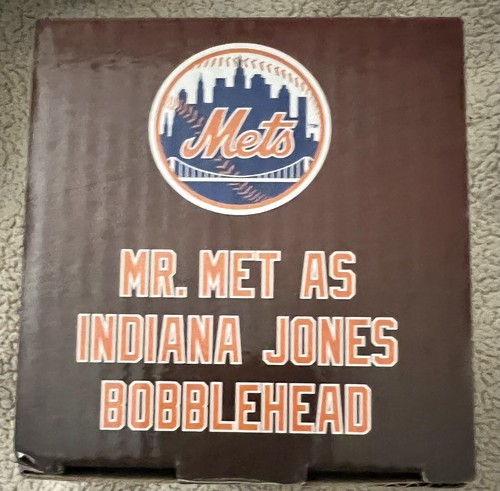 Mets
MR. MET AS
INDIANA JONES
BOBBLEHEAD